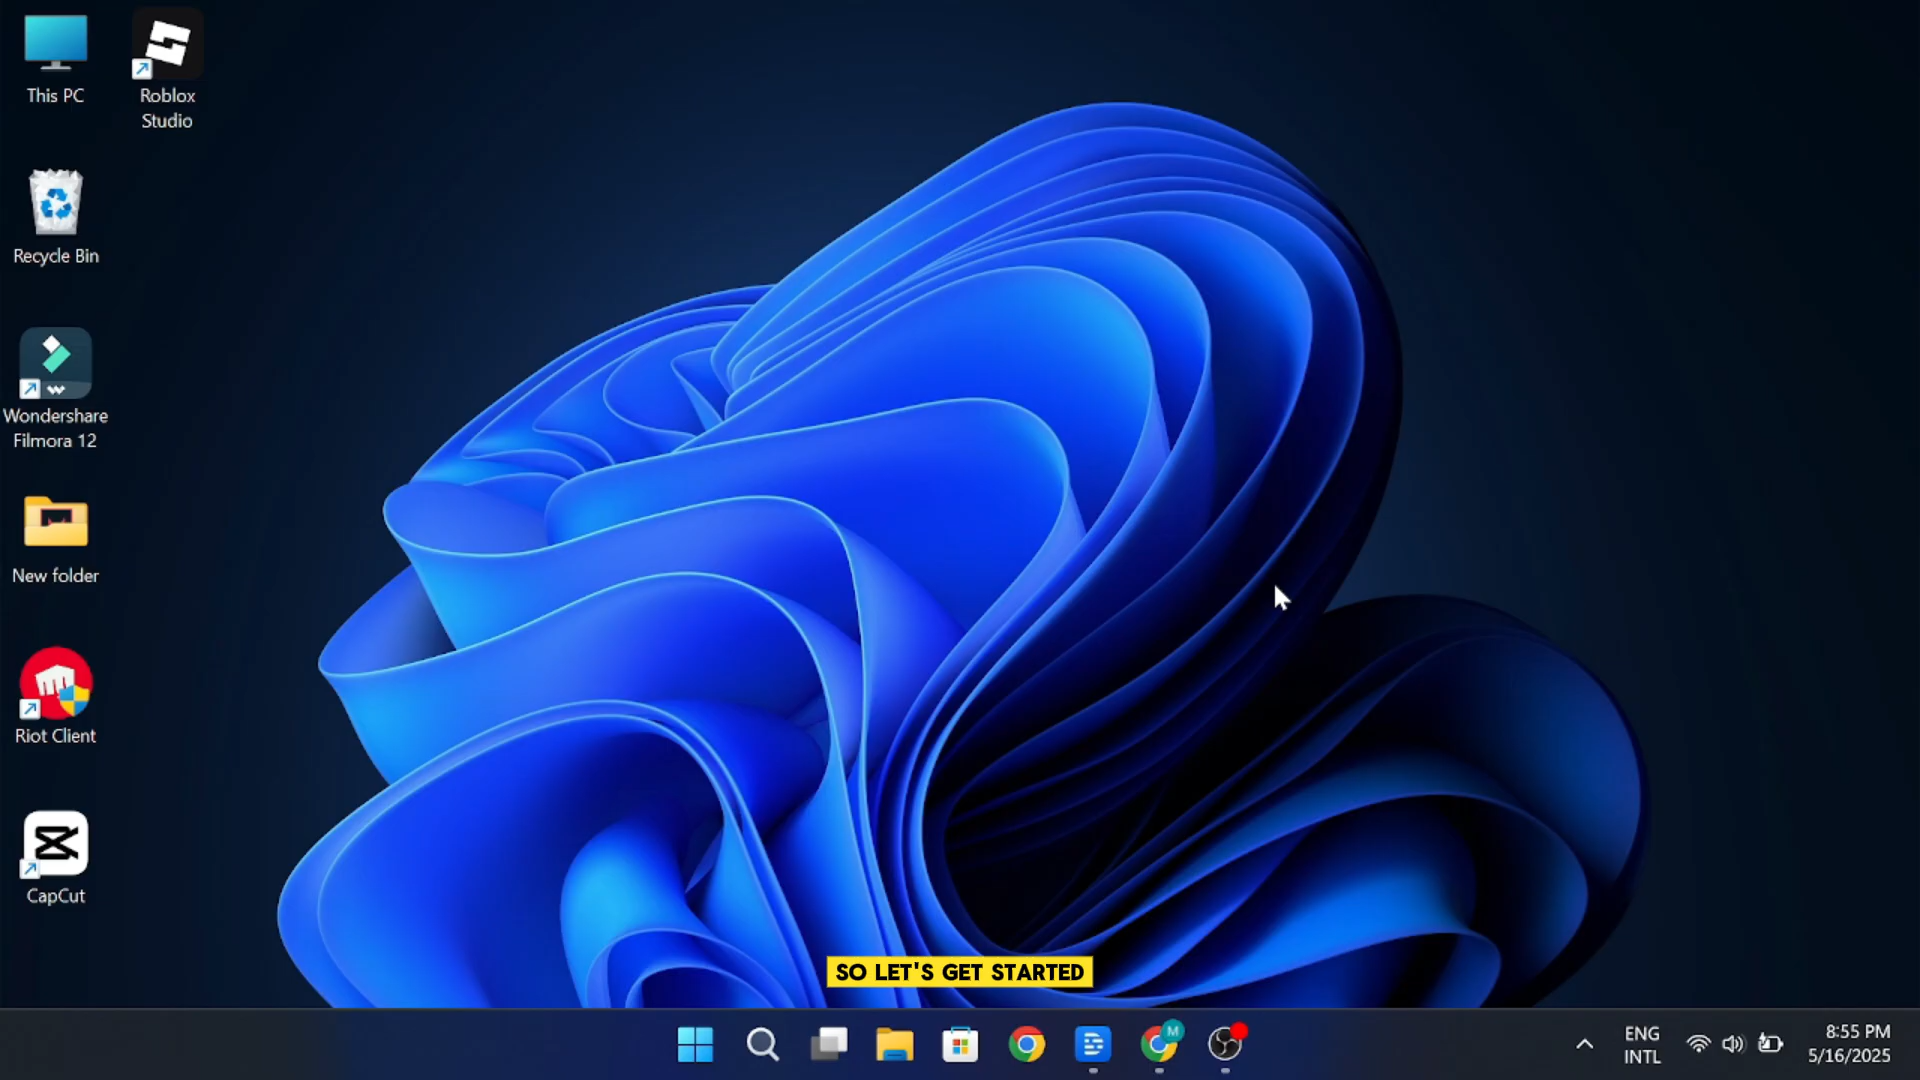 This PC
Roblox
Studio
Recycle Bin
Wondershare
Filmora 12
New folder
Riot Client
CapCut
SO LET'S GET STARTED
M
ENG
INTL
8:55 PM
5/16/2025